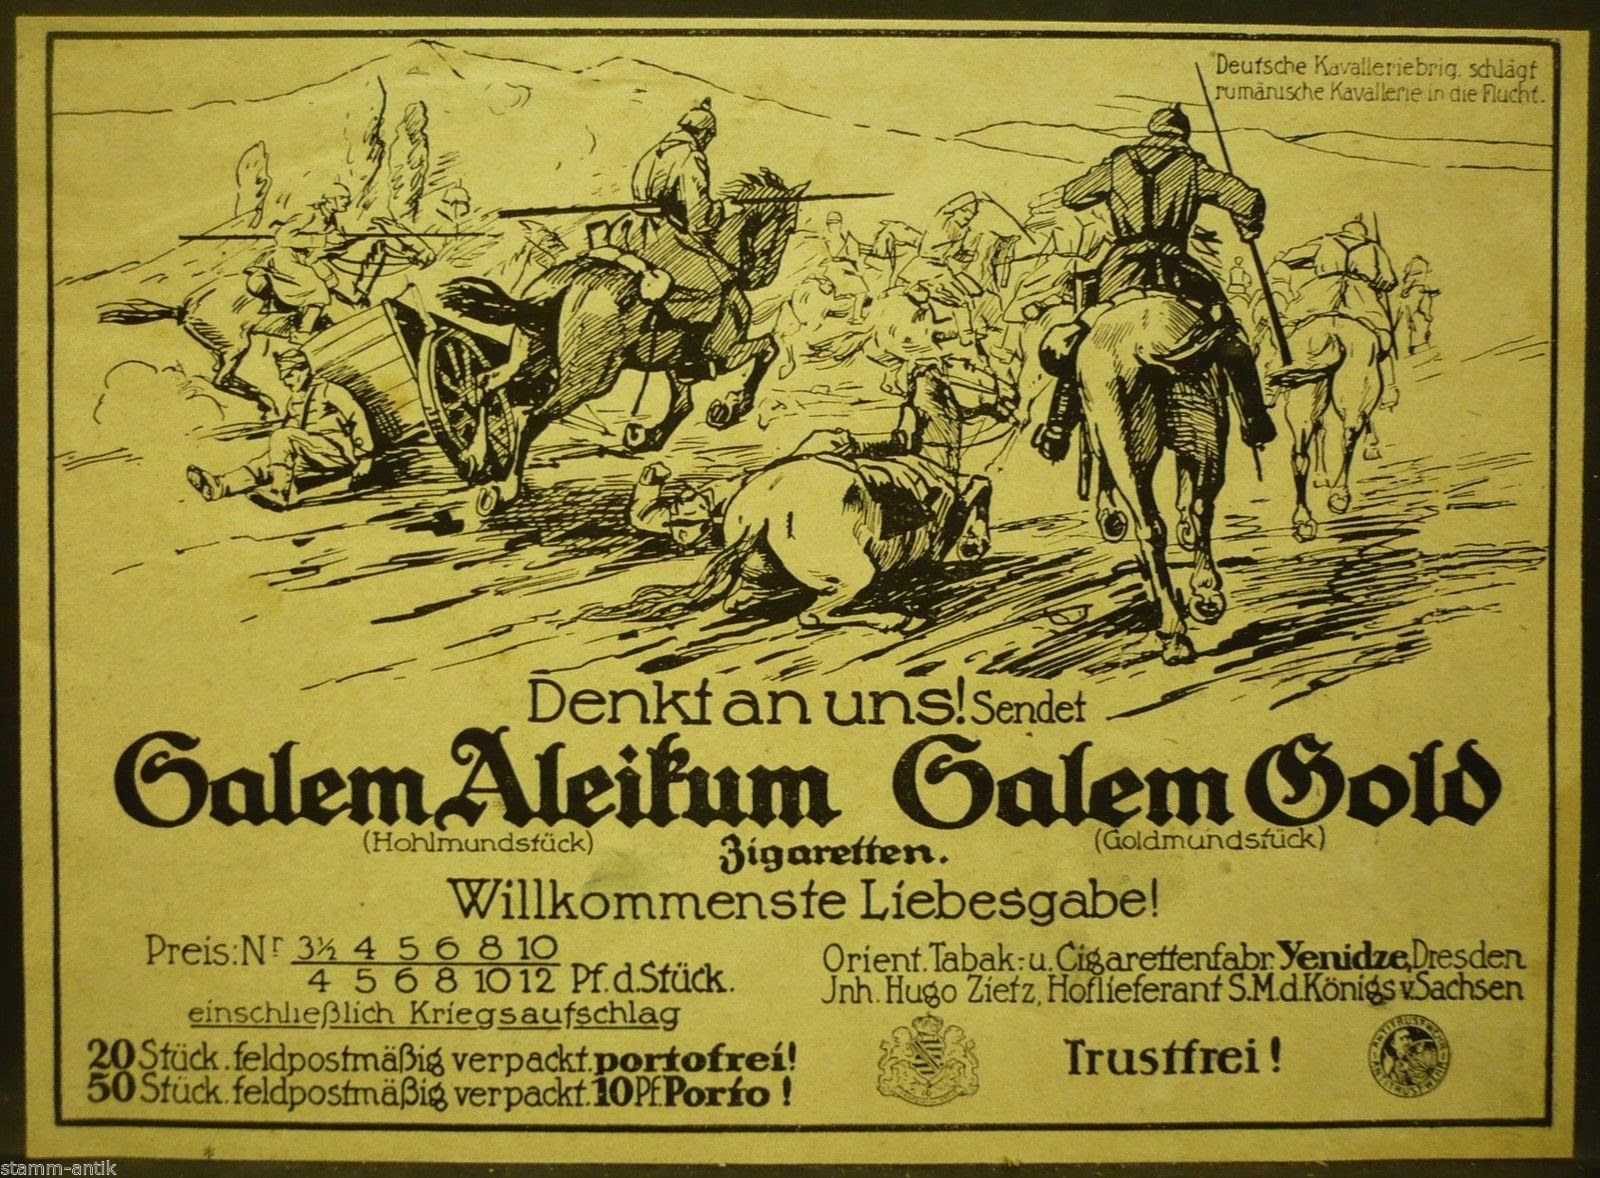 Deutsche Kavalleriebrig. schlägt
rumänische Kavallerie in die Flucht.
Denkt an uns! Sendet
Salem Aleikum Salem Gold
(Hohlmundstück) Zigaretten. (Goldmundstück)
Willkommenste Liebesgabe!
Preis: Nr 3½ 4 5 6 8 10
4 5 6 8 10 12 Pf. d. Stück.
einschließlich Kriegsaufschlag
20 Stück. feldpostmäßig verpackt. portofrei!
50 Stück. feldpostmäßig verpackt. 10 Pf. Porto!
Orient. Tabak- u. Cigarettenfabr. Yenidze, Dresden
Jnh. Hugo Zietz, Hoflieferant S.M.d. Königs v. Sachsen
Trustfrei!
ANTITRUSTWEHR
ANTITRUSTWEHR
stamm-antik